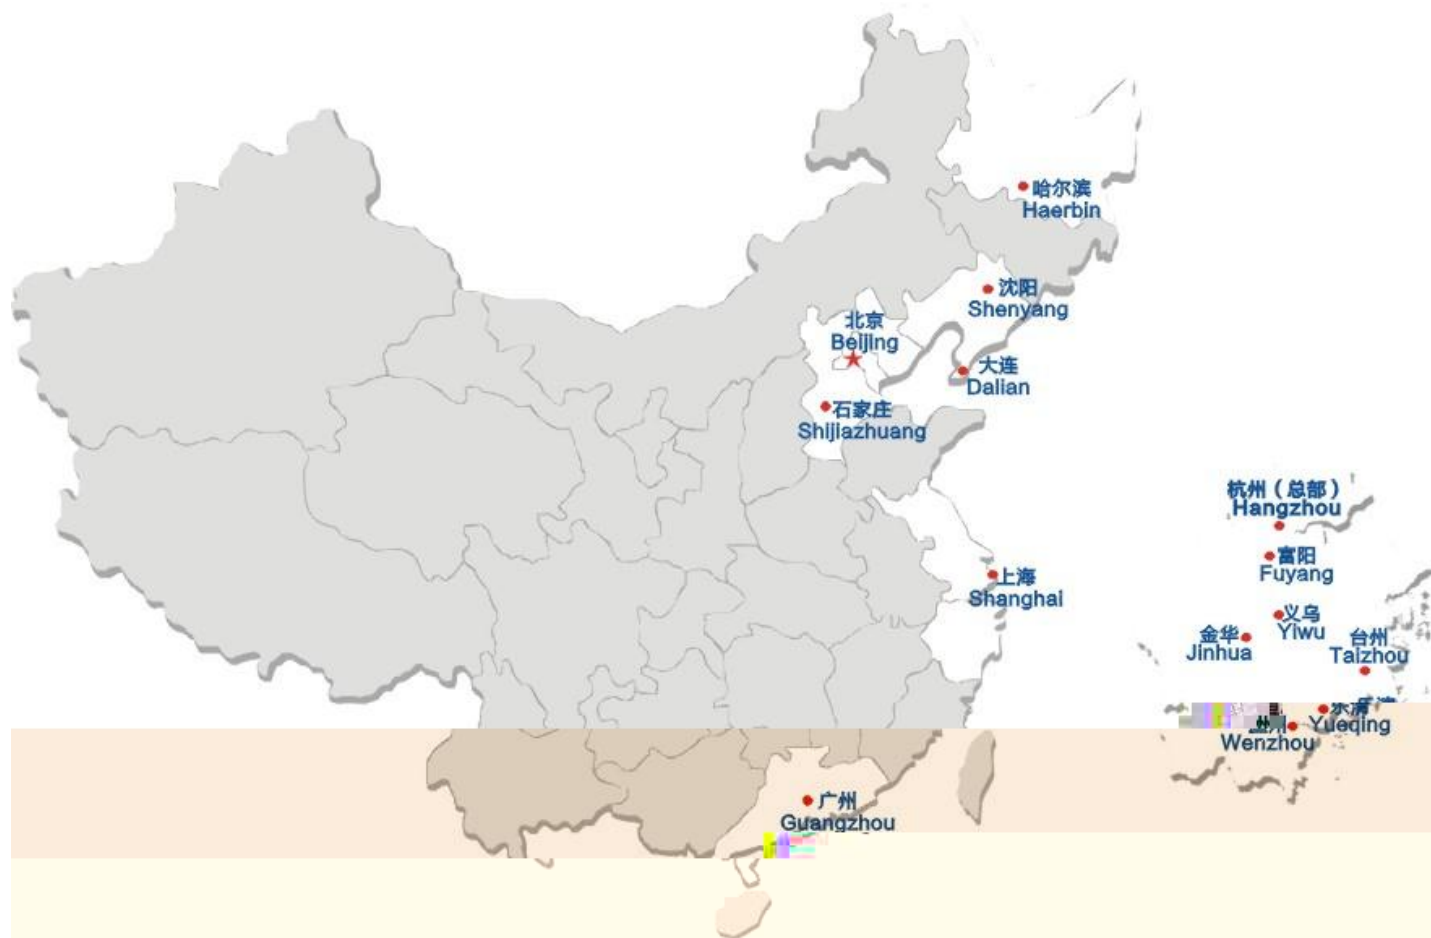 哈尔滨
Haerbin
沈阳
Shenyang
北京
Beijing
大连
Dalian
石家庄
Shijiazhuang
上海
Shanghai
广州
Guangzhou
杭州（总部）
Hangzhou
富阳
Fuyang
义乌
Yiwu
金华
Jinhua
台州
Taizhou
Yueqing
Wenzhou